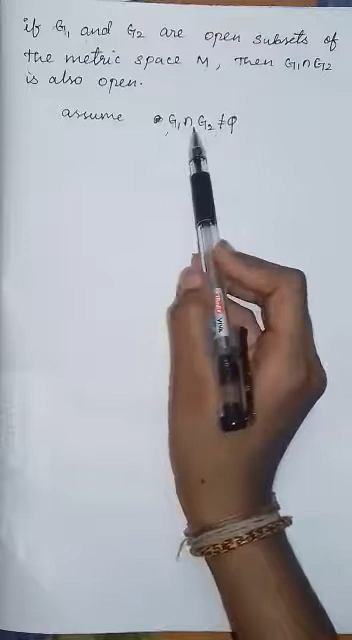 if G₁ and G₂ are open subsets of
the metric space M, then G₁∩G₂
is also open.
assume G₁∩G₂ ≠ φ